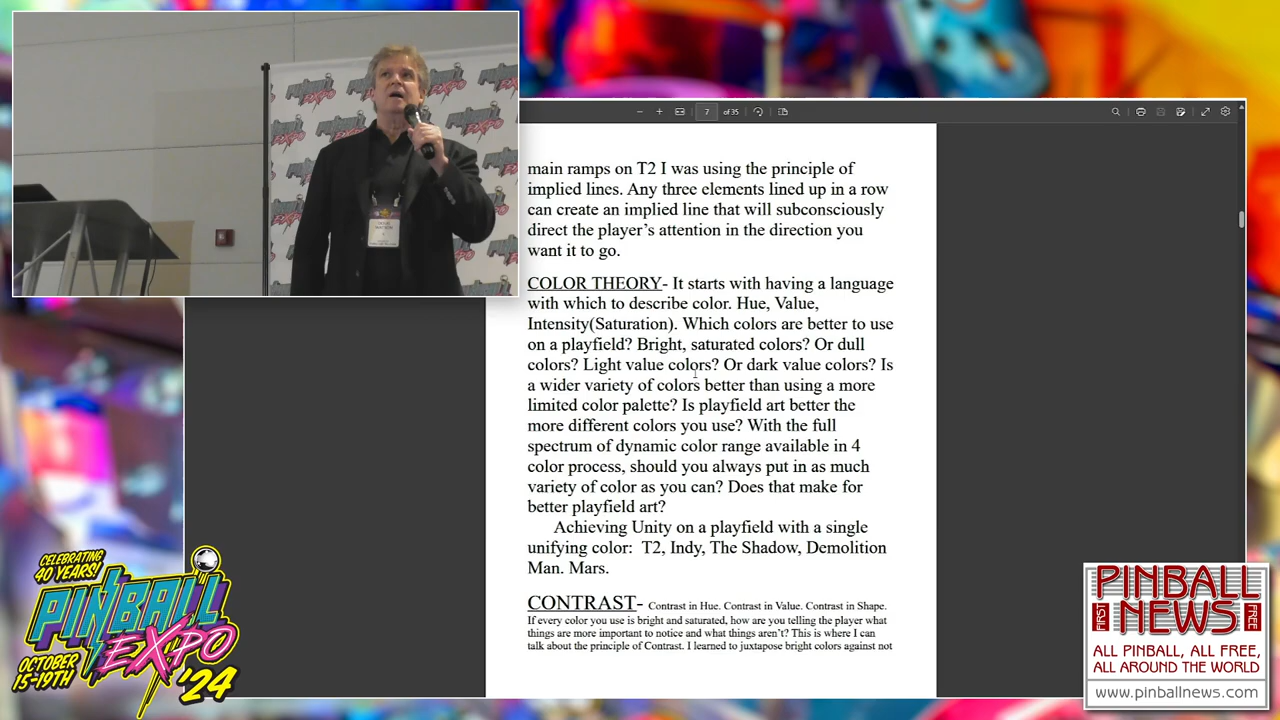 PINBALL
EXPO
7 of 35
main ramps on T2 I was using the principle of
implied lines. Any three elements lined up in a row
can create an implied line that will subconsciously
direct the player’s attention in the direction you
want it to go.
COLOR THEORY- It starts with having a language
with which to describe color. Hue, Value,
Intensity(Saturation). Which colors are better to use
on a playfield? Bright, saturated colors? Or dull
colors? Light value colors? Or dark value colors? Is
a wider variety of colors better than using a more
limited color palette? Is playfield art better the
more different colors you use? With the full
spectrum of dynamic color range available in 4
color process, should you always put in as much
variety of color as you can? Does that make for
better playfield art?
Achieving Unity on a playfield with a single
unifying color: T2, Indy, The Shadow, Demolition
Man. Mars.
CONTRAST- Contrast in Hue. Contrast in Value. Contrast in Shape.
If every color you use is bright and saturated, how are you telling the player what
things are more important to notice and what things aren’t? This is where I can
talk about the principle of Contrast. I learned to juxtapose bright colors against not
CELEBRATING
40 YEARS!
PINBALL
EXPO
OCTOBER
15-19TH
'24
PINBALL
FIRST NEWS FREE
ALL PINBALL, ALL FREE,
ALL AROUND THE WORLD
www.pinballnews.com